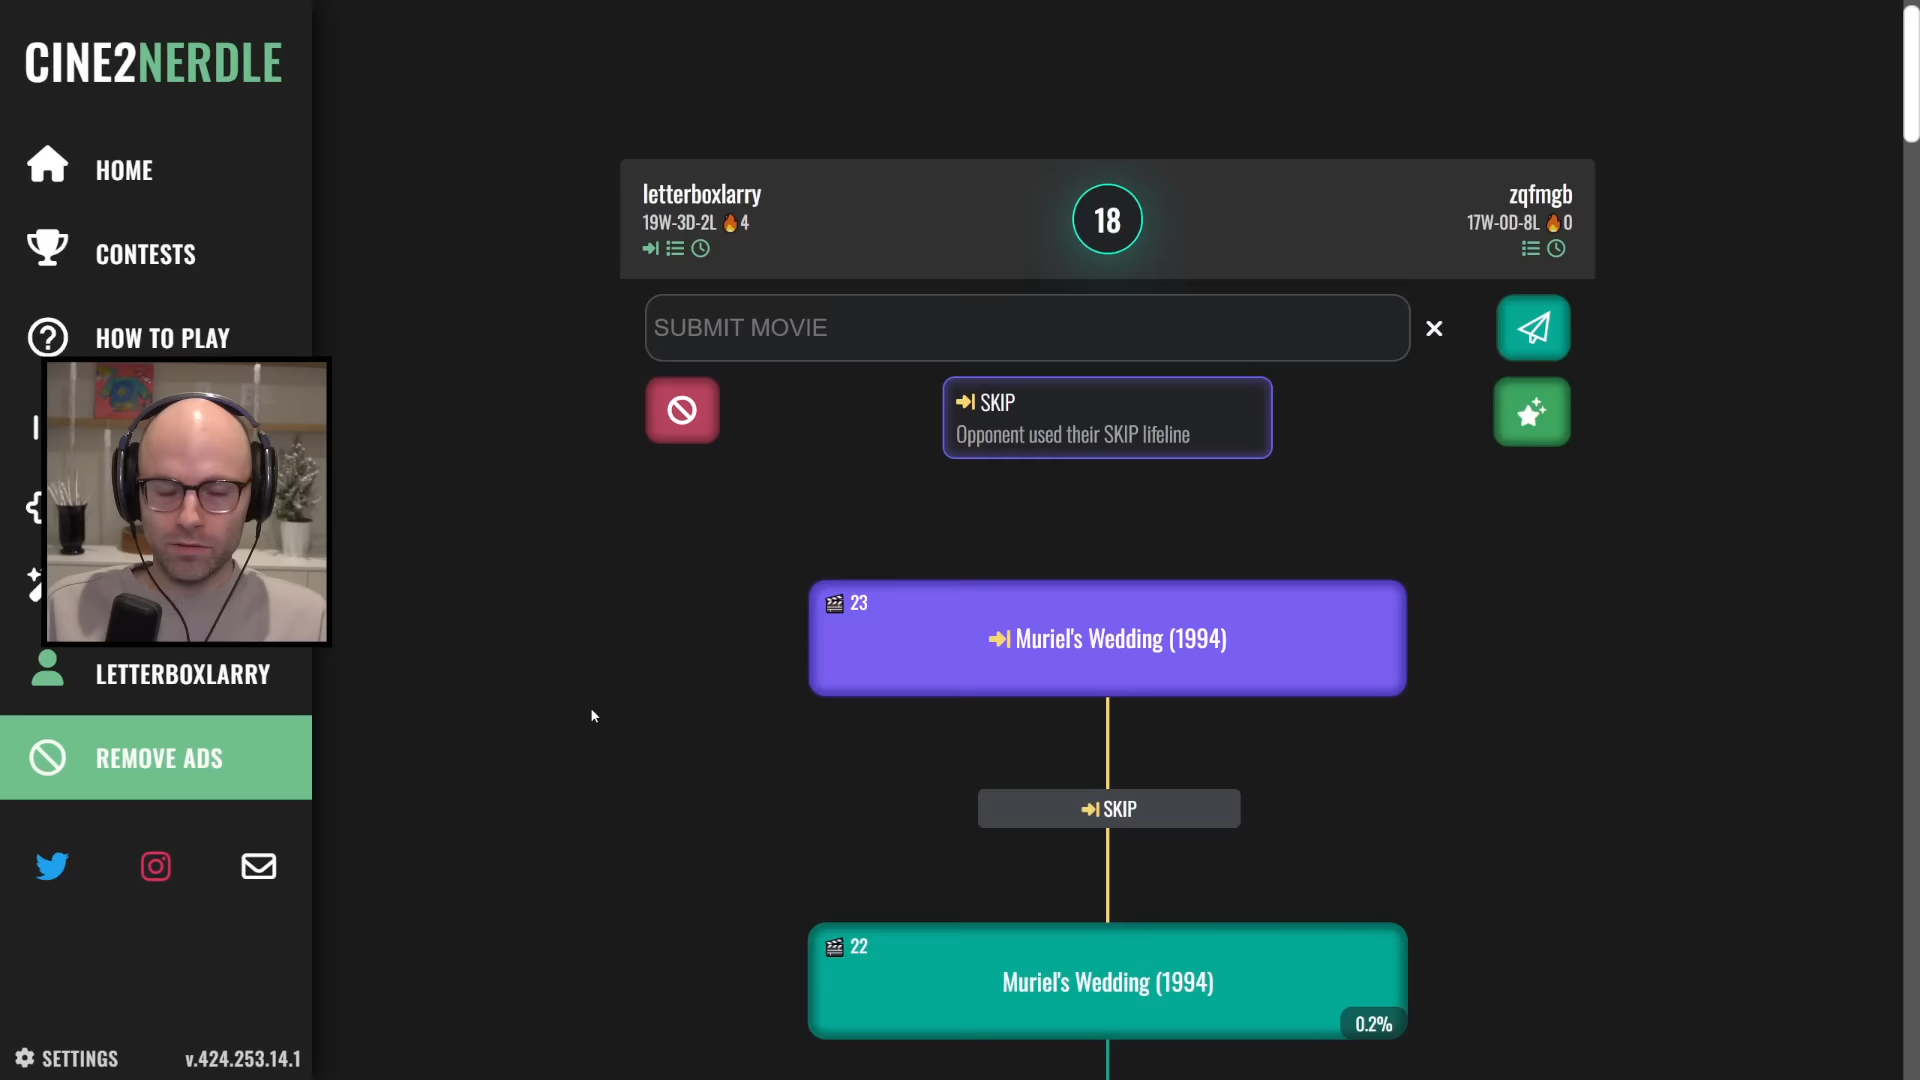 CINE2NERDLE
HOME
CONTESTS
HOW TO PLAY
LETTERBOXLARRY
REMOVE ADS
SETTINGS
v.424.253.14.1
letterboxlarry
19W-3D-2L 🔥4
18
zqfmgb
17W-0D-8L 🔥0
SUBMIT MOVIE
SKIP
Opponent used their SKIP lifeline
23
Muriel's Wedding (1994)
SKIP
22
Muriel's Wedding (1994)
0.2%